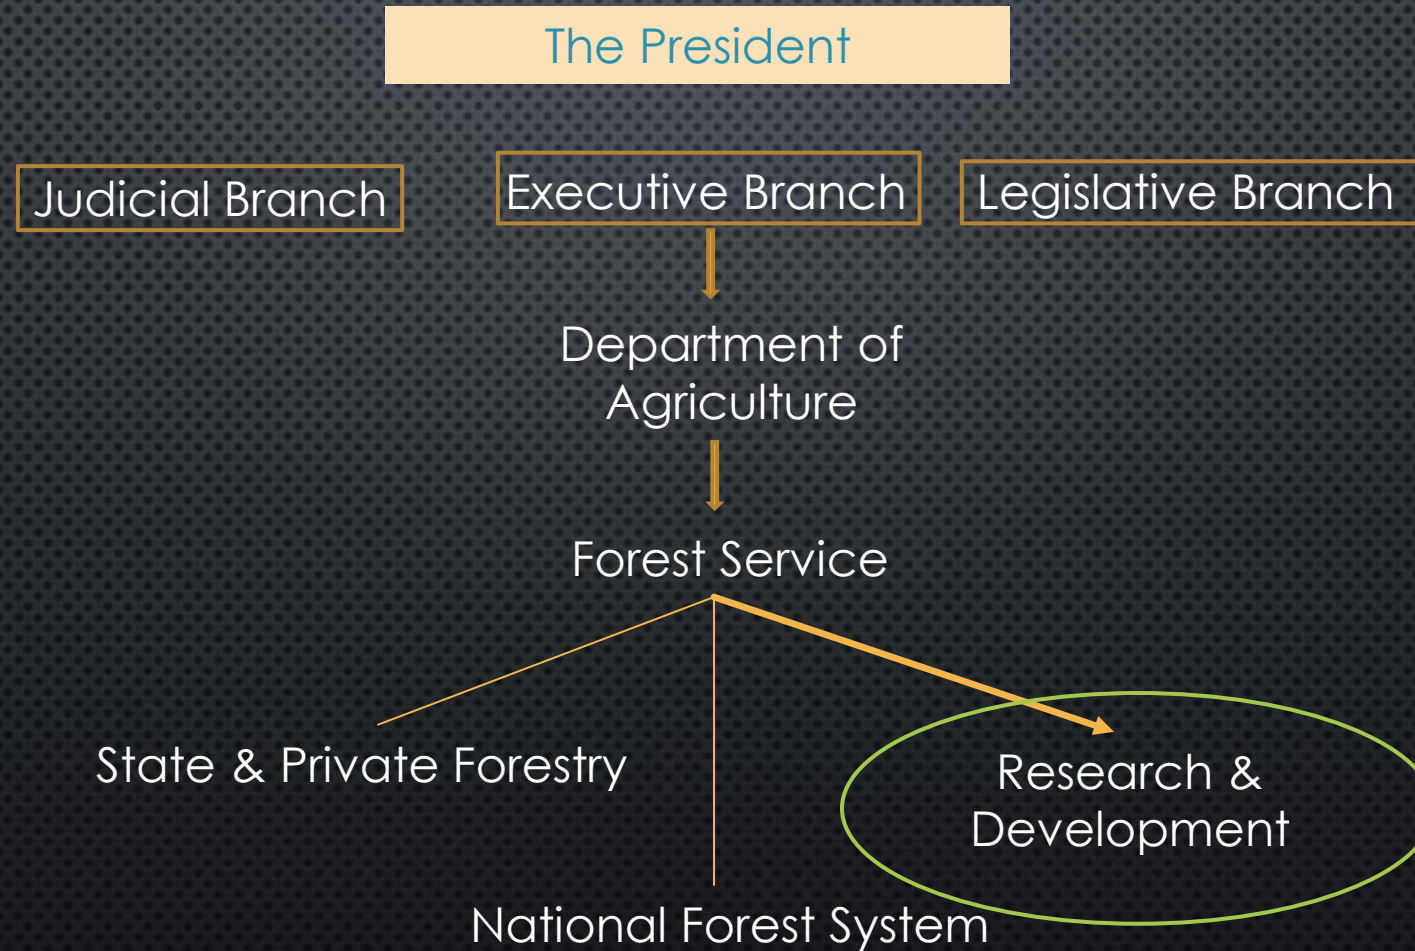 The President
Judicial Branch
Executive Branch
Legislative Branch
Department of
Agriculture
Forest Service
State & Private Forestry
Research &
Development
National Forest System